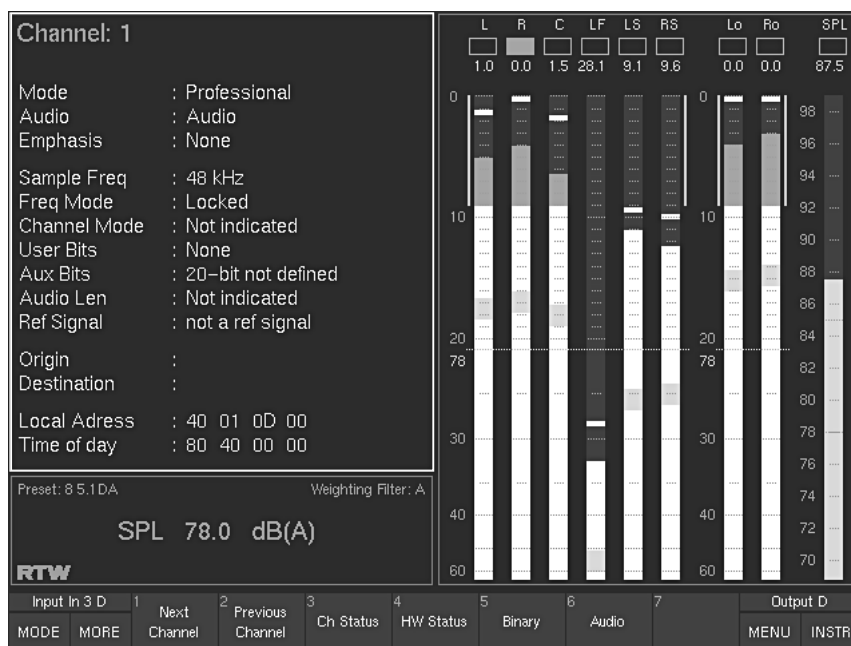 Channel: 1
Mode : Professional
Audio : Audio
Emphasis : None
Sample Freq : 48 kHz
Freq Mode : Locked
Channel Mode : Not indicated
User Bits : None
Aux Bits : 20-bit not defined
Audio Len : Not indicated
Ref Signal : not a ref signal
Origin :
Destination :
Local Adress : 40 01 0D 00
Time of day : 80 40 00 00
Preset: 8 5.1DA Weighting Filter: A
SPL 78.0 dB(A)
RTW
L R C LF LS RS Lo Ro SPL
1.0 0.0 1.5 28.1 9.1 9.6 0.0 0.0 87.5
0 0 98
96
94
92
10 10
90
88
86
20 20 84
78 78
82
80
30 30 78
76
74
40 40
72
70
60 60
Input In 3 D 1 Next Channel 2 Previous Channel 3 Ch Status 4 HW Status 5 Binary 6 Audio 7 Output D
MODE MORE MENU INSTR